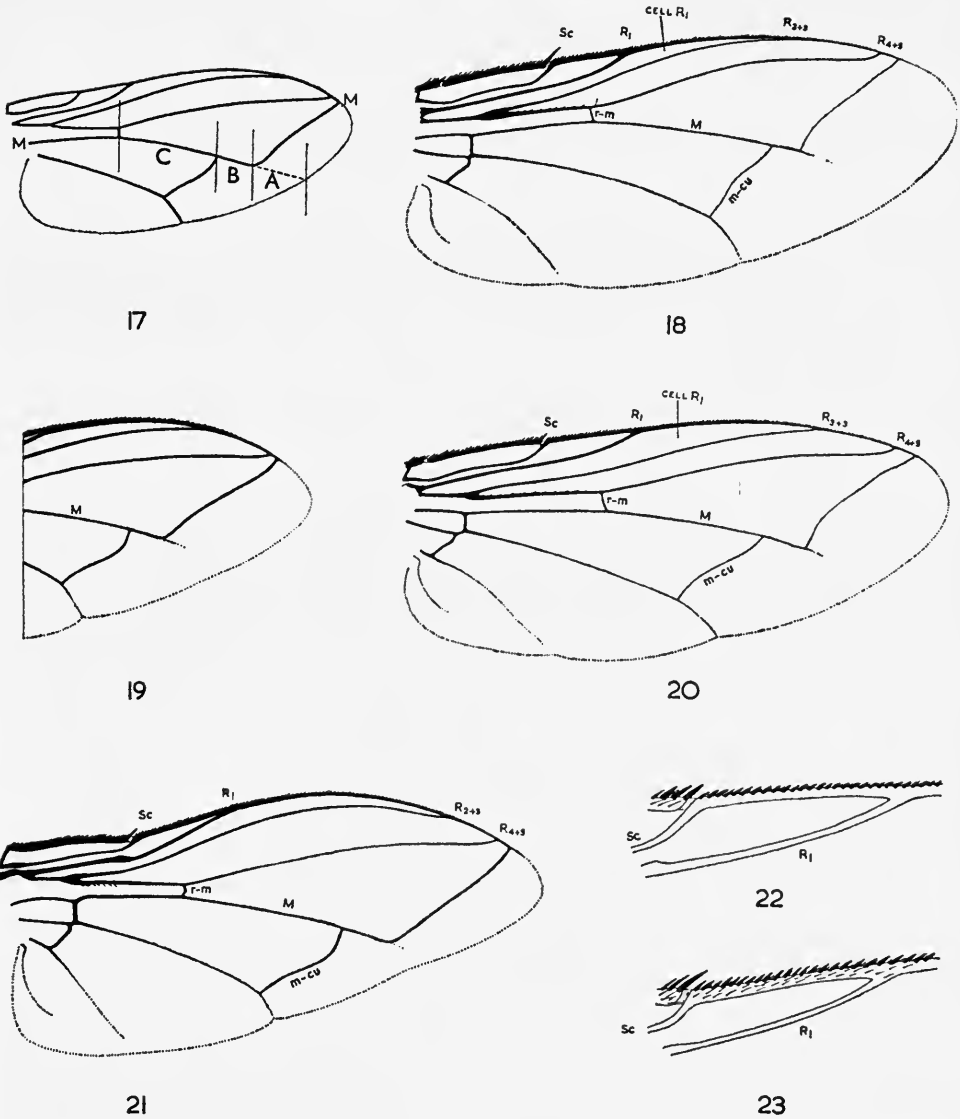 M
M
C
B
A
17
Sc
R1
CELL R1
R2+3
R4+5
r-m
M
m-cu
18
M
19
Sc
R1
CELL R1
R2+3
R4+5
r-m
M
m-cu
20
Sc
R1
R2+3
R4+5
r-m
M
m-cu
21
Sc
R1
22
Sc
R1
23